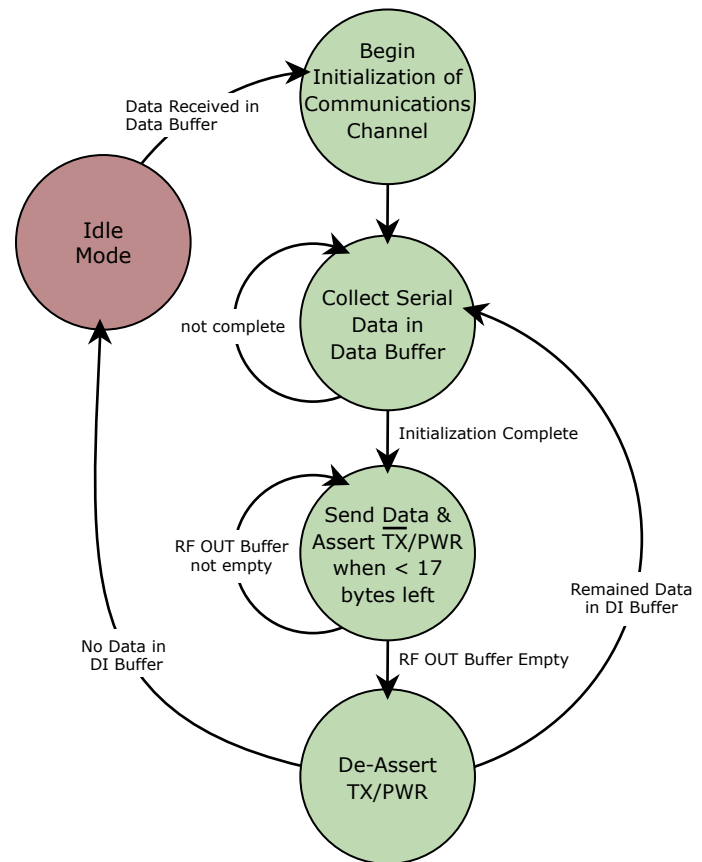 Begin
Initialization of
Communications
Channel
Data Received in
Data Buffer
Idle
Mode
Collect Serial
Data in
Data Buffer
not complete
Initialization Complete
Send Data &
Assert TX/PWR
when < 17
bytes left
RF OUT Buffer
not empty
Remained Data
in DI Buffer
No Data in
DI Buffer
RF OUT Buffer Empty
De-Assert
TX/PWR